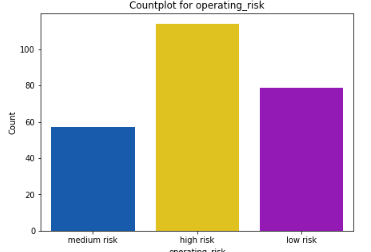 Countplot for operating_risk
100
80
60
40
20
0
Count
medium risk high risk low risk
operating_risk